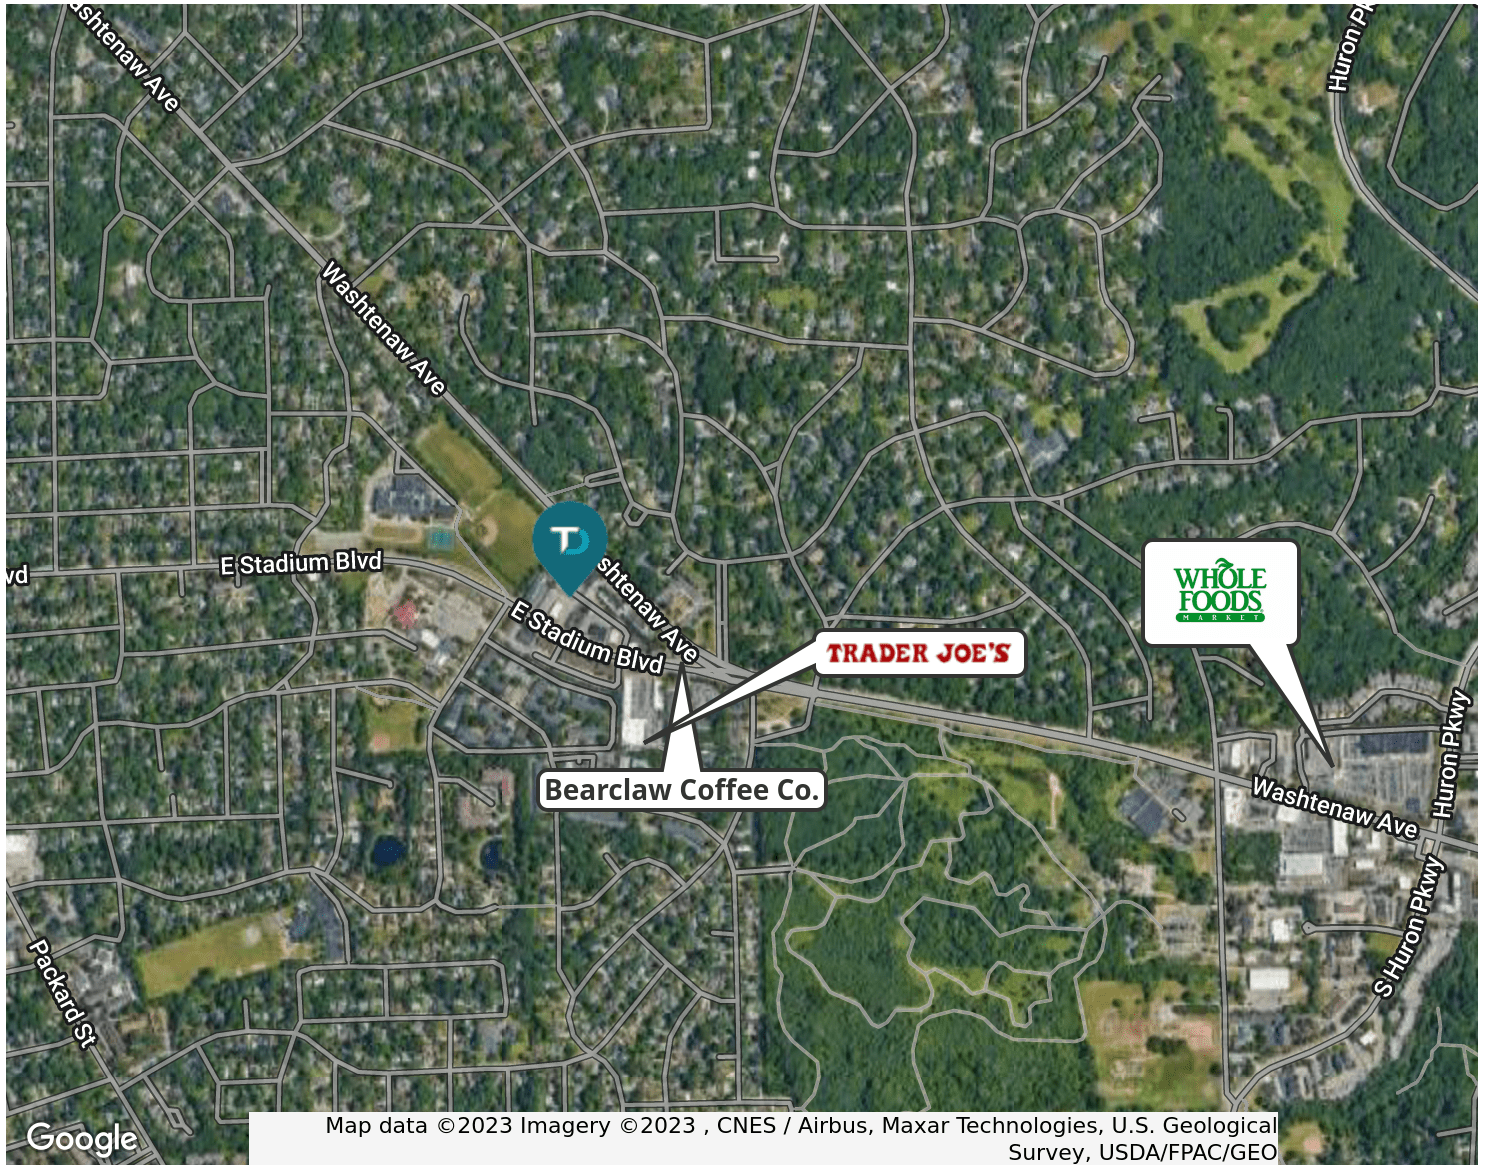 ashtenaw Ave
Huron Pk
Washtenaw Ave
E Stadium Blvd
vd
TD
ashtenaw Ave
E Stadium Blvd
WHOLE
FOODS
MARKET
TRADER JOE'S
Bearclaw Coffee Co.
Huron Pkwy
Washtenaw Ave
S Huron Pkwy
Packard St
Google
Map data ©2023 Imagery ©2023 , CNES / Airbus, Maxar Technologies, U.S. Geological
Survey, USDA/FPAC/GEO